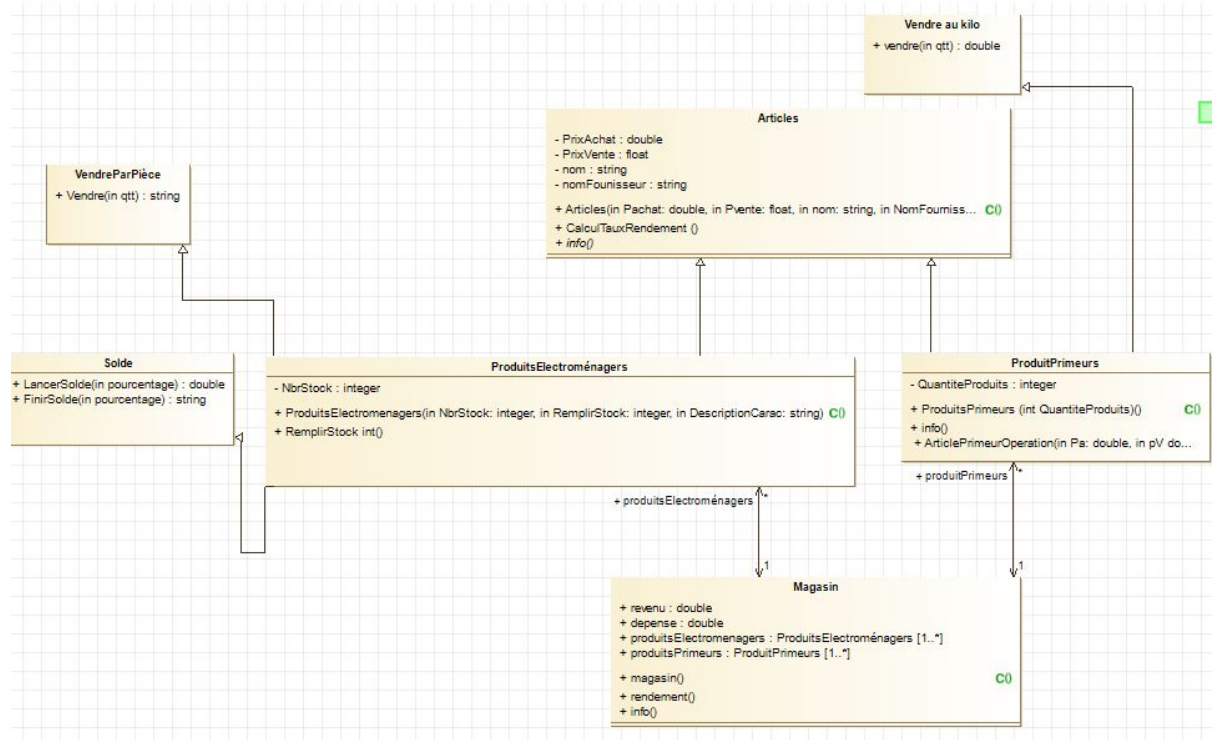 Vendre au kilo
+ vendre(in qtt) : double
Articles
- PrixAchat : double
- PrixVente : float
- nom : string
- nomFounisseur : string
+ Articles(in Pachat: double, in Pvente: float, in nom: string, in NomFourniss... C()
+ CalculTauxRendement ()
+ info()
VendreParPièce
+ Vendre(in qtt) : string
Solde
+ LancerSolde(in pourcentage) : double
+ FinirSolde(in pourcentage) : string
ProduitsElectroménagers
- NbrStock : integer
+ ProduitsElectromenagers(in NbrStock: integer, in RemplirStock: integer, in DescriptionCarac: string) C()
+ RemplirStock int()
ProduitPrimeurs
- QuantiteProduits : integer
+ ProduitsPrimeurs (int QuantiteProduits)() C()
+ info()
+ ArticlePrimeurOperation(in Pa: double, in pV do...
+ produitsElectroménagers
*
1
+ produitPrimeurs
*
1
Magasin
+ revenu : double
+ depense : double
+ produitsElectromenagers : ProduitsElectroménagers [1..*]
+ produitsPrimeurs : ProduitPrimeurs [1..*]
+ magasin() C()
+ rendement()
+ info()